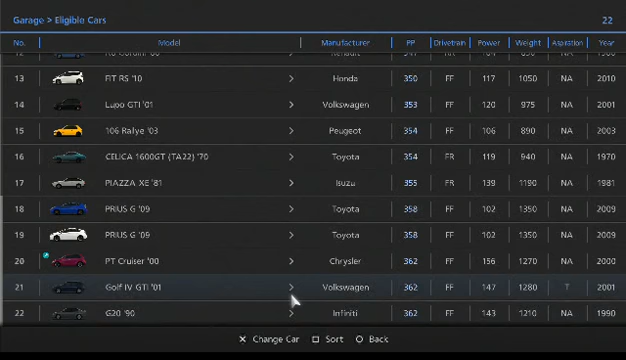 Garage > Eligible Cars 22
No. Model Manufacturer PP Drivetrain Power Weight Aspiration Year
13 FIT RS '10 Honda 350 FF 117 1050 NA 2010
14 Lupo GTI '01 Volkswagen 353 FF 120 975 NA 2001
15 106 Rallye '03 Peugeot 354 FF 106 890 NA 2003
16 CELICA 1600GT (TA22) '70 Toyota 354 FR 119 940 NA 1970
17 PIAZZA XE '81 Isuzu 355 FR 139 1190 NA 1981
18 PRIUS G '09 Toyota 358 FF 102 1350 NA 2009
19 PRIUS G '09 Toyota 358 FF 102 1350 NA 2009
20 PT Cruiser '00 Chrysler 362 FF 156 1270 NA 2000
21 Golf IV GTI '01 Volkswagen 362 FF 147 1280 T 2001
22 G20 '90 Infiniti 362 FF 143 1210 NA 1990
Change Car Sort Back